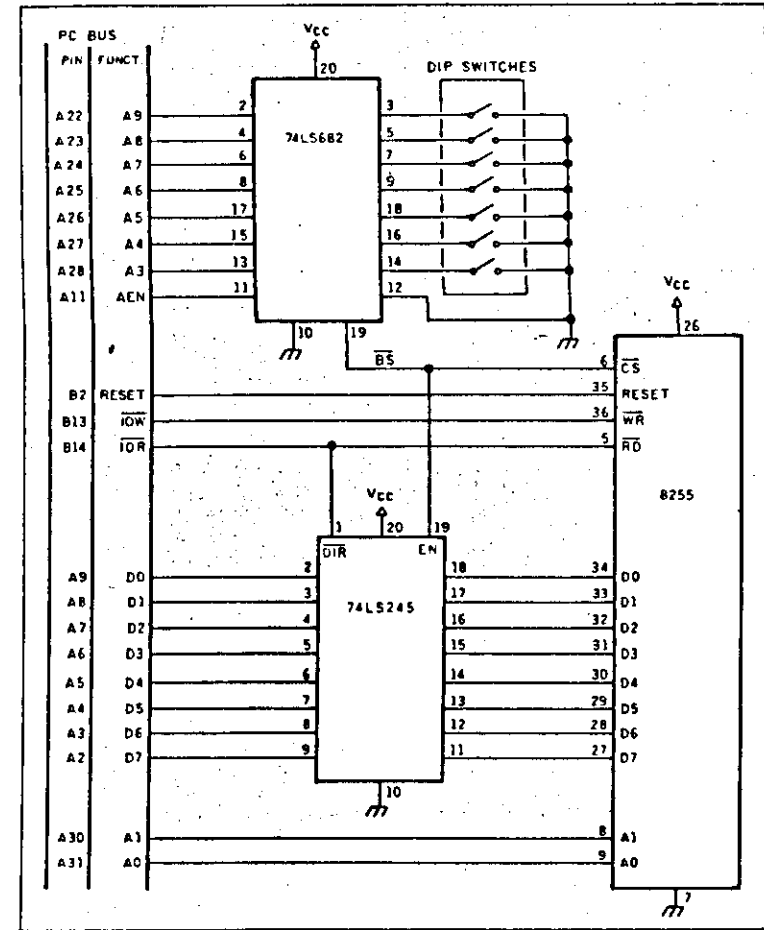 PC BUS
PIN FUNCT.
Vcc
20
DIP SWITCHES
A22 A9 2 3
A23 A8 4 5
A24 A7 6 7
A25 A6 8 9
A26 A5 17 18
A27 A4 15 16
A28 A3 13 14
A11 AEN 11 12
74LS682
10 19
Vcc
26
BS 6 CS
B2 RESET 35 RESET
B13 IOW 36 WR
B14 IOR 5 RD
8255
Vcc
1 20 19
DIR EN
A9 D0 2 18 34 D0
A8 D1 3 17 33 D1
A7 D2 4 16 32 D2
A6 D3 5 15 31 D3
A5 D4 6 14 30 D4
A4 D5 7 13 29 D5
A3 D6 8 12 28 D6
A2 D7 9 11 27 D7
74LS245
10
A30 A1 8 A1
A31 A0 9 A0
7